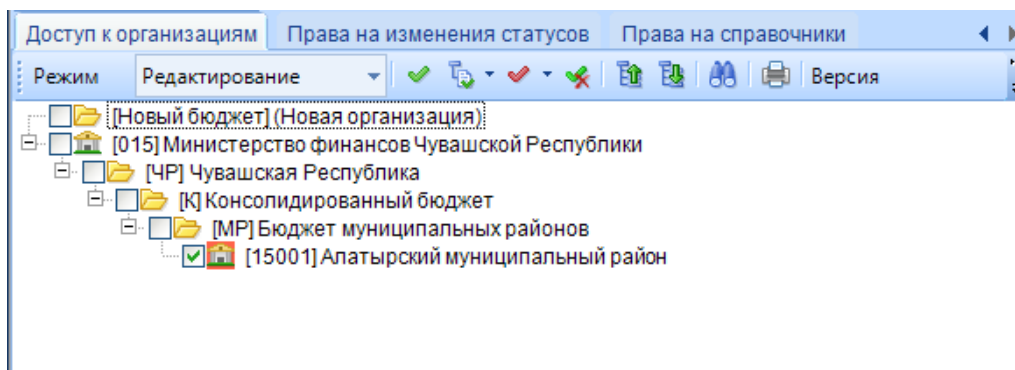 Доступ к организациям Права на изменения статусов Права на справочники
Режим Редактирование Версия
[Новый бюджет] (Новая организация)
[015] Министерство финансов Чувашской Республики
[ЧР] Чувашская Республика
[К] Консолидированный бюджет
[МР] Бюджет муниципальных районов
[15001] Алатырский муниципальный район